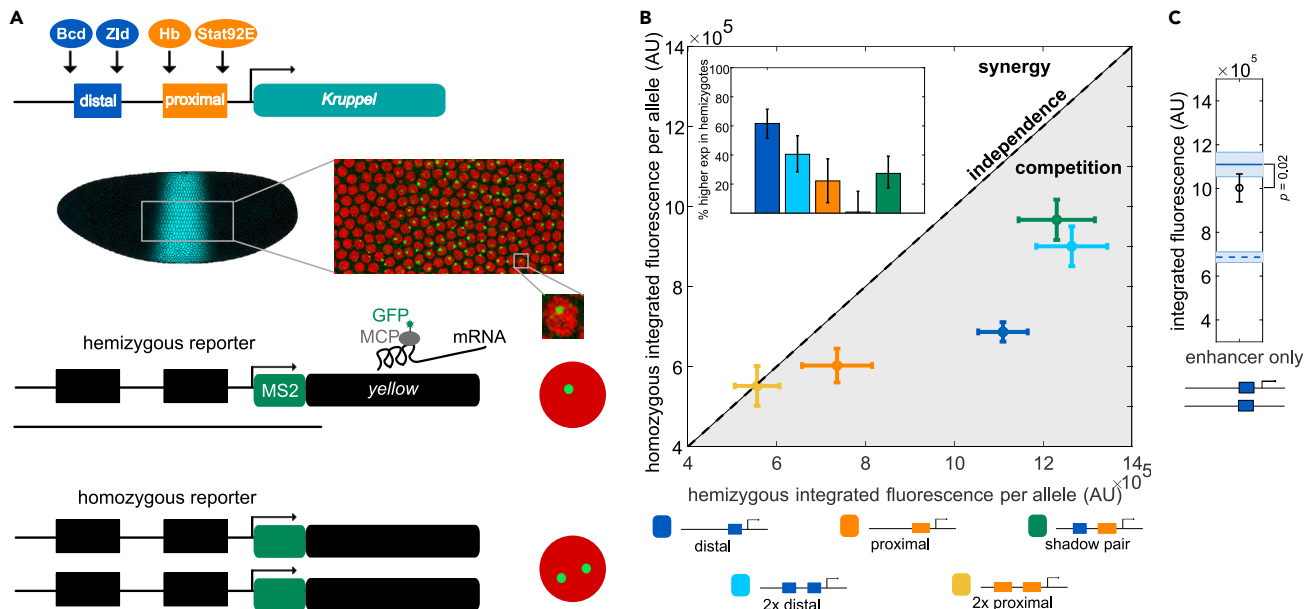 A
Bcd Zld Hb Stat92E
distal proximal Kruppel
GFP
MCP mRNA
hemizygous reporter
MS2 yellow
homozygous reporter
B
×10⁵
14
12
10
8
6
4
homozygous integrated fluorescence per allele (AU)
% higher exp in hemizygotes
100
80
60
40
20
synergy
independence
competition
4 6 8 10 12 14
×10⁵
hemizygous integrated fluorescence per allele (AU)
distal proximal shadow pair
2x distal 2x proximal
C
× 10⁵
integrated fluorescence (AU)
14
12
10
8
6
4
p = 0.02
enhancer only